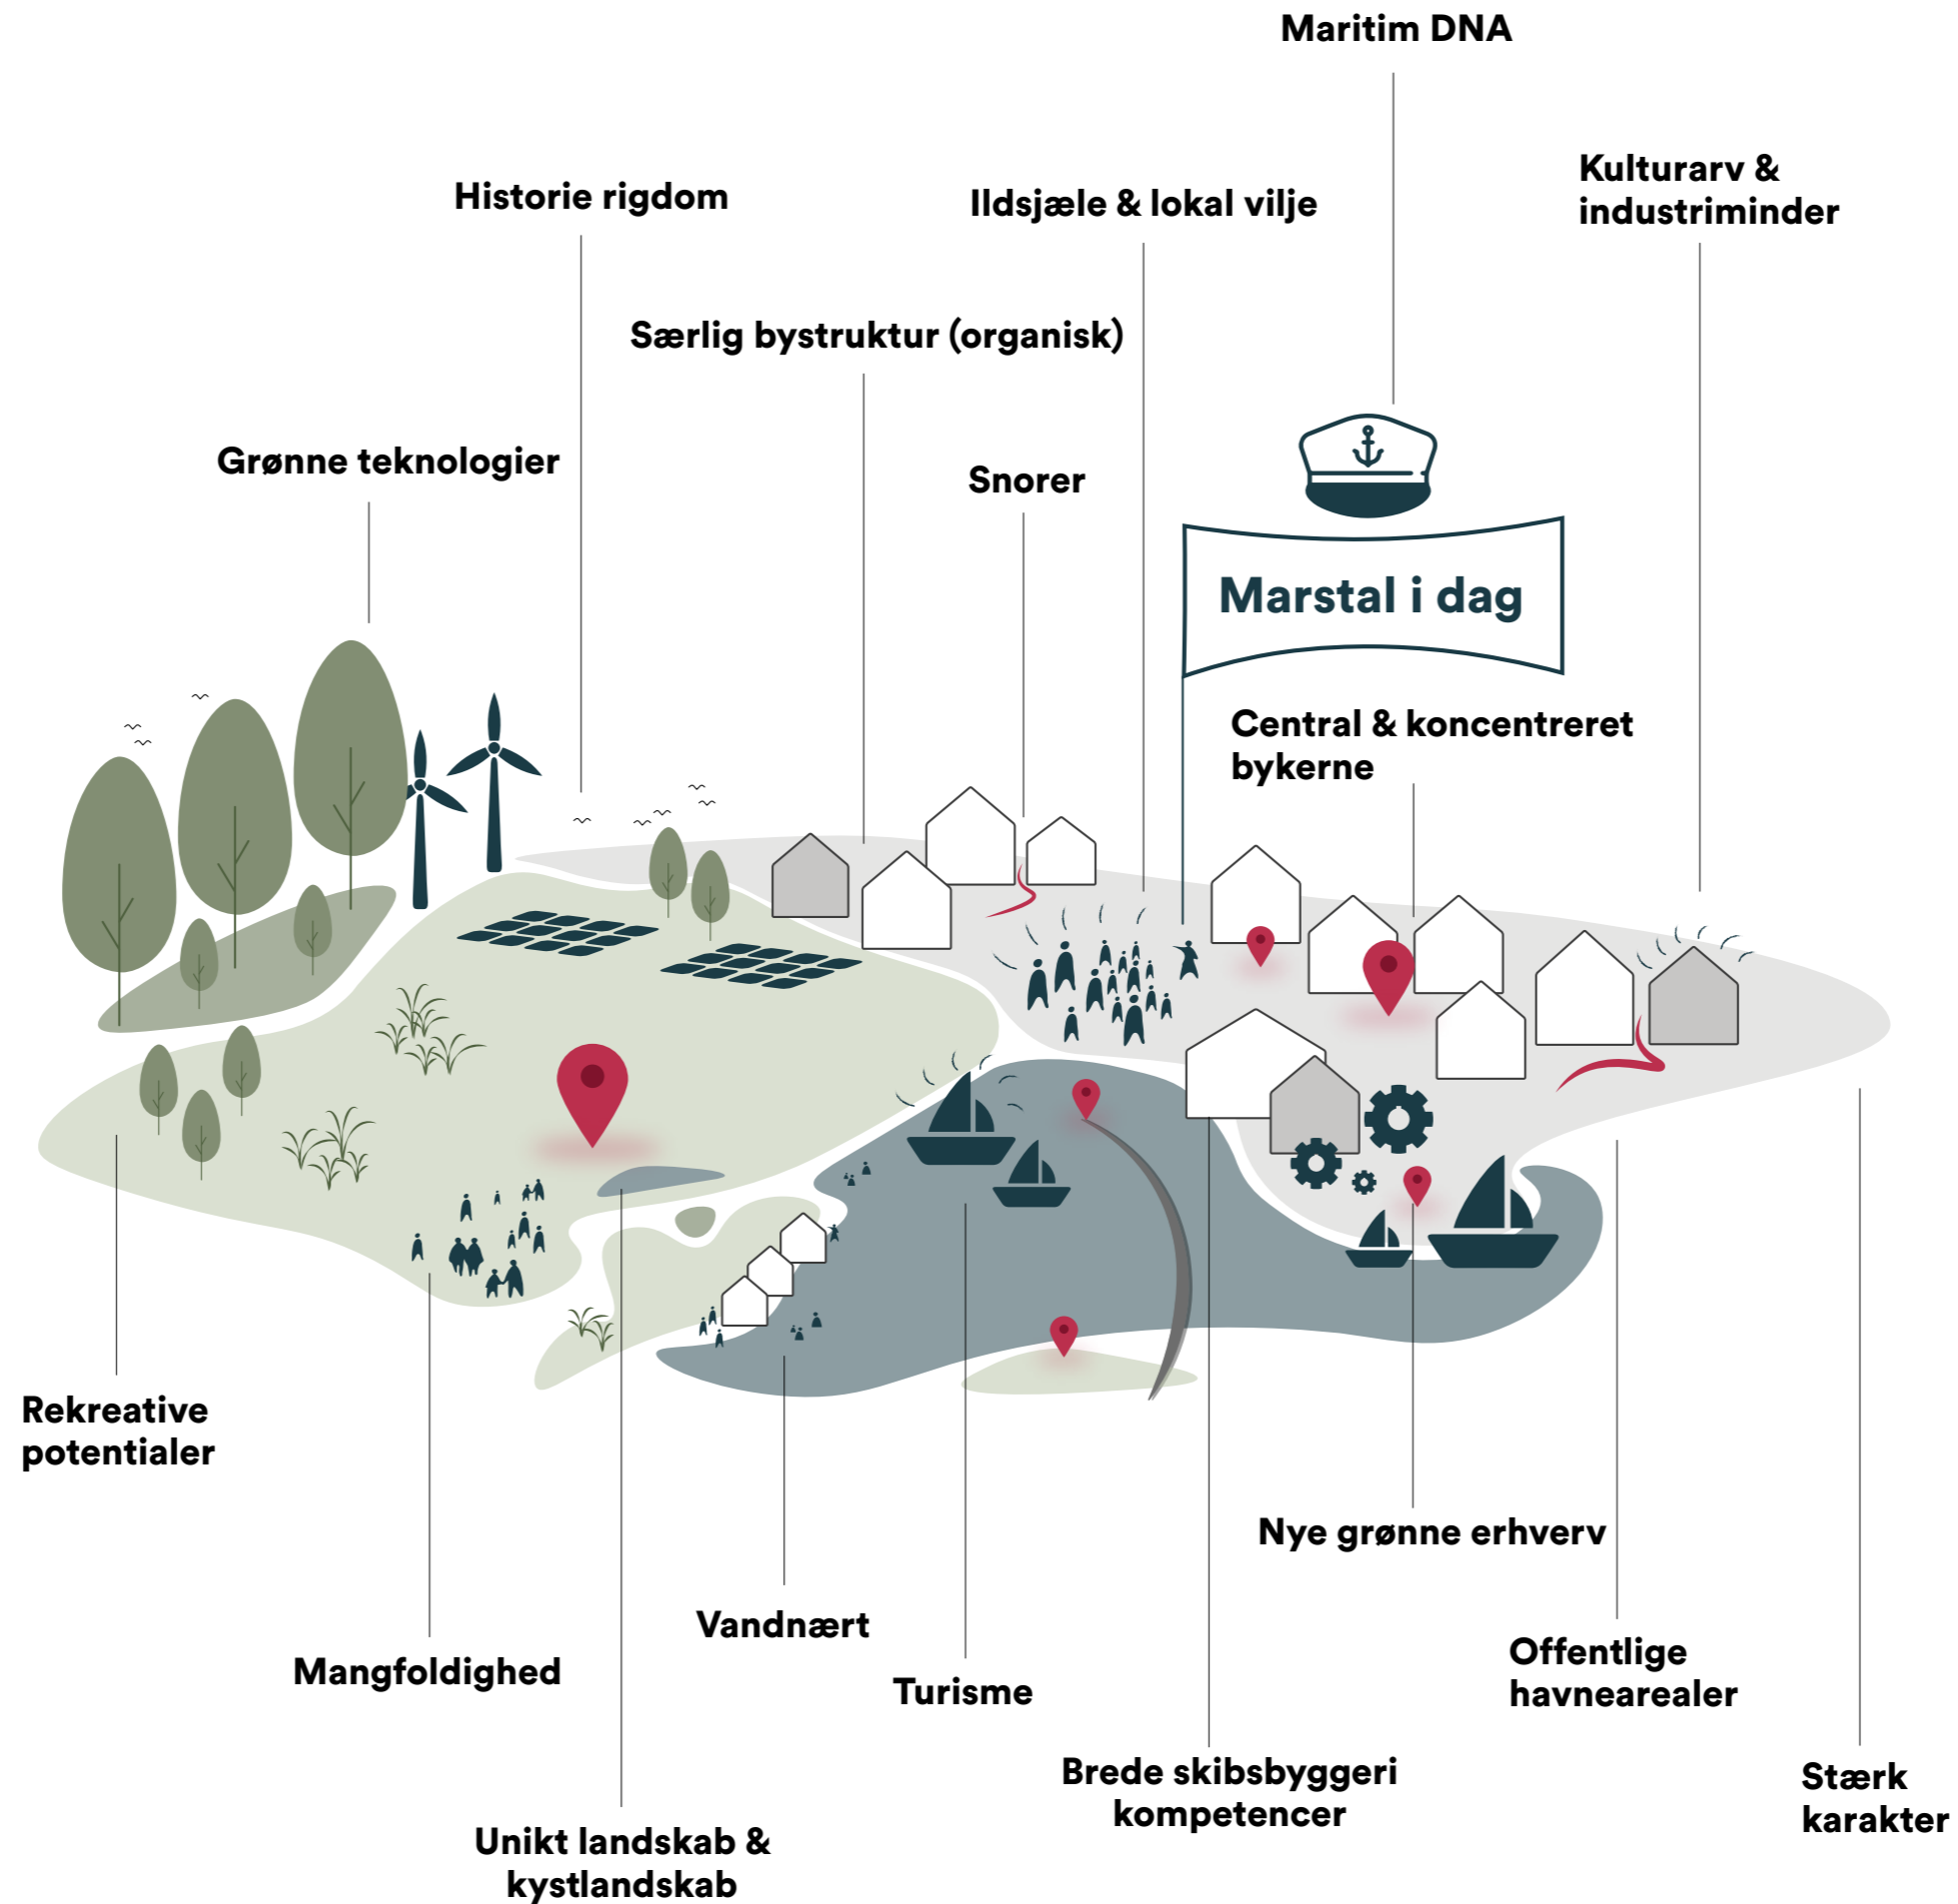 Maritim DNA
Kulturarv &
industriminder
Historie rigdom
Ildsjæle & lokal vilje
Særlig bystruktur (organisk)
Grønne teknologier
Snorer
Marstal i dag
Central & koncentreret
bykerne
Rekreative
potentialer
Nye grønne erhverv
Vandnært
Mangfoldighed
Turisme
Offentlige
havnearealer
Brede skibsbyggeri
kompetencer
Stærk
karakter
Unikt landskab &
kystlandskab